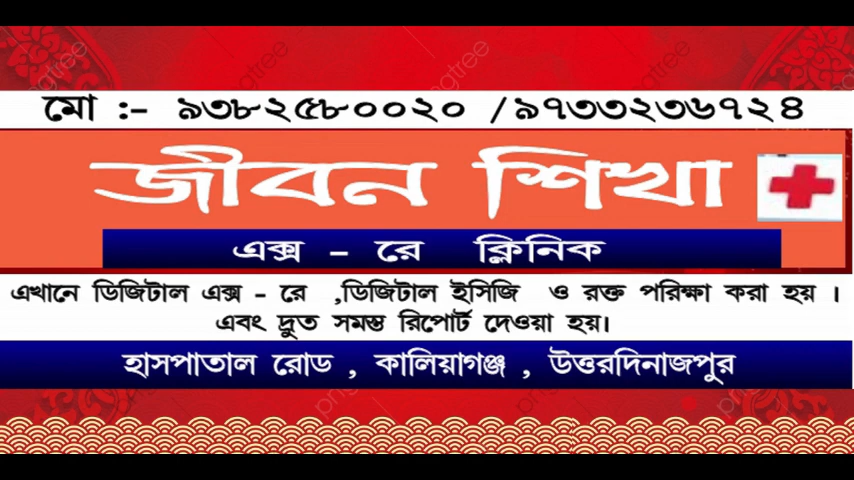 মো :- ৯৩৮২৫৮০০২০ /৯৭৩৩২৩৬৭২৪
জীবন শিখা
এক্স - রে ক্লিনিক
এখানে ডিজিটাল এক্স - রে ,ডিজিটাল ইসিজি ও রক্ত পরিক্ষা করা হয় ।
এবং দ্রুত সমস্ত রিপোর্ট দেওয়া হয়।
হাসপাতাল রোড , কালিয়াগঞ্জ , উত্তরদিনাজপুর